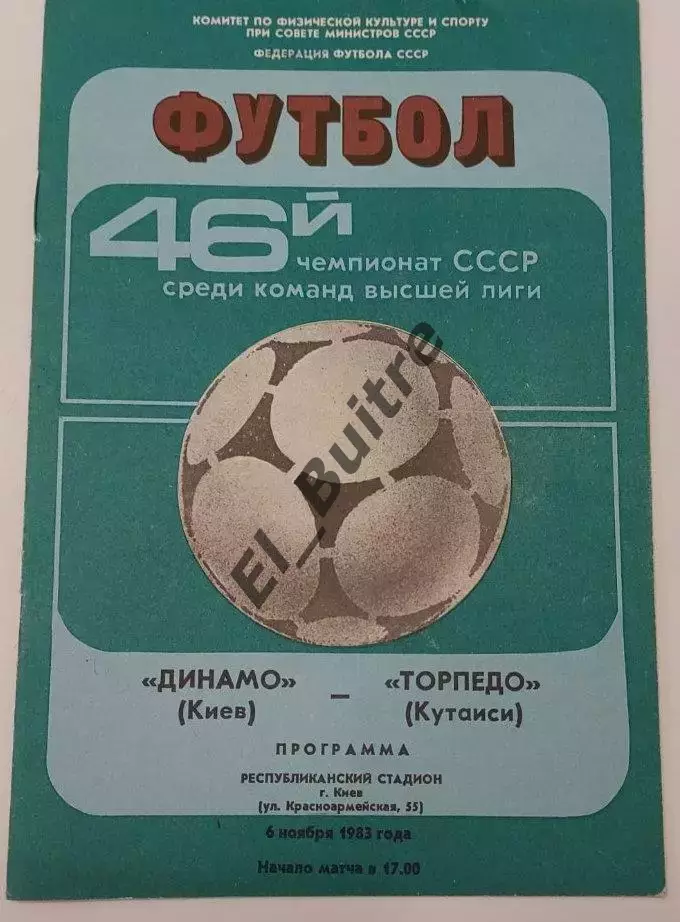 КОМИТЕТ ПО ФИЗИЧЕСКОЙ КУЛЬТУРЕ И СПОРТУ
ПРИ СОВЕТЕ МИНИСТРОВ СССР
ФЕДЕРАЦИЯ ФУТБОЛА СССР
ФУТБОЛ
46й
чемпионат СССР
среди команд высшей лиги
El_Buitre
«ДИНАМО» – «ТОРПЕДО»
(Киев) (Кутаиси)
ПРОГРАММА
РЕСПУБЛИКАНСКИЙ СТАДИОН
г. Киев
(ул. Красноармейская, 55)
6 ноября 1983 года
Начало матча в 17.00